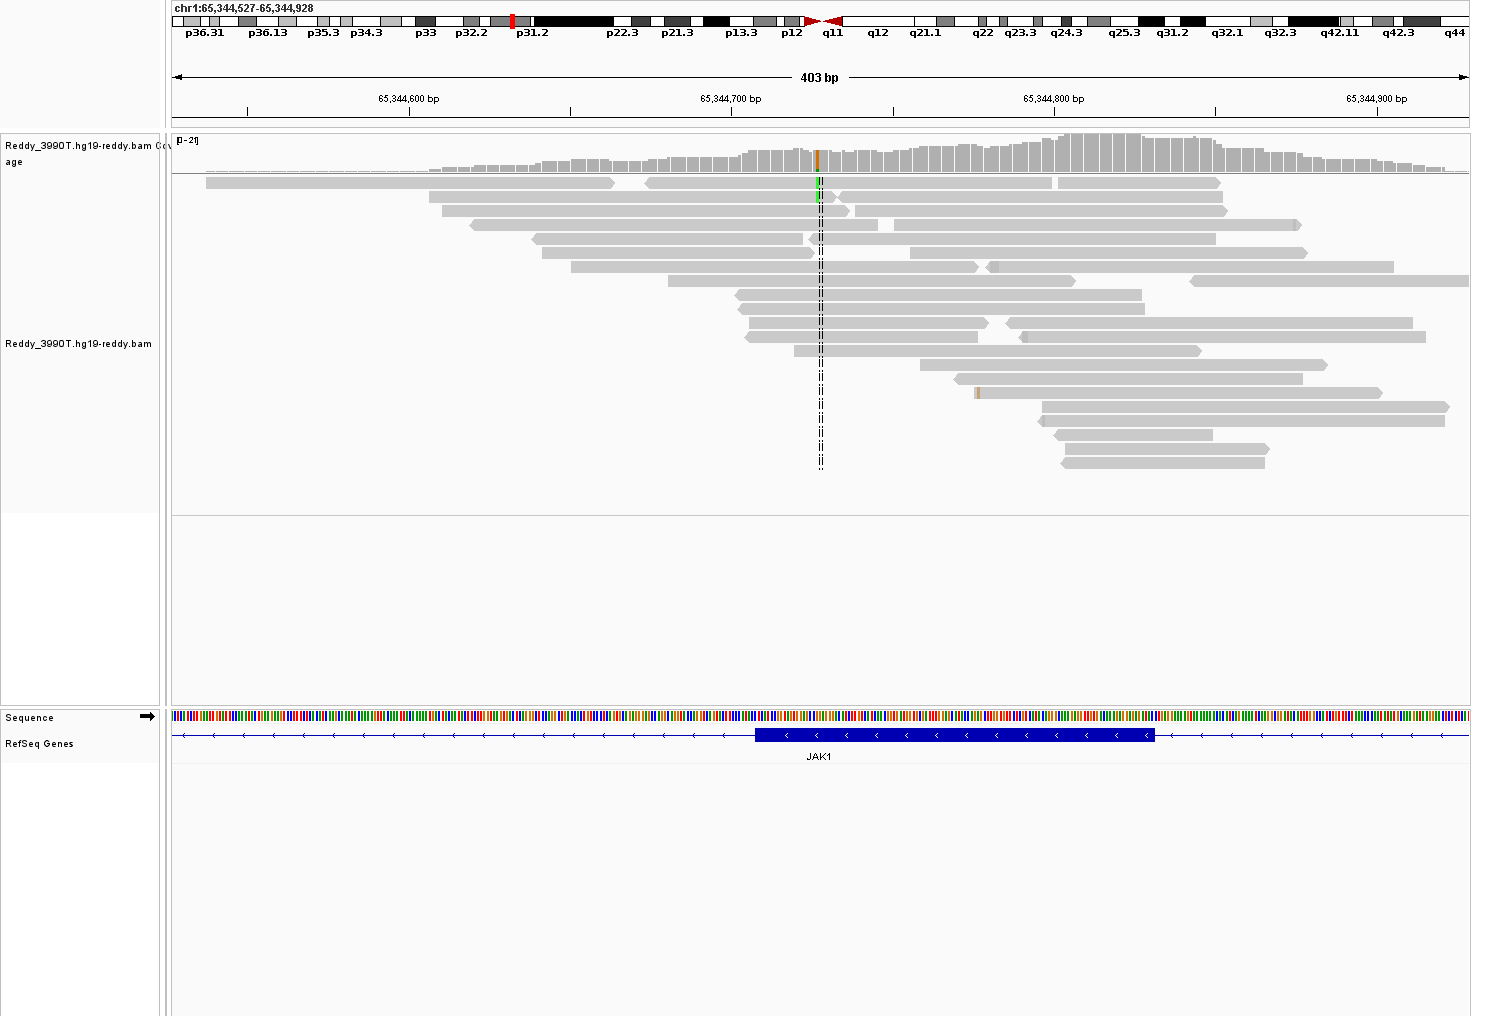 chr1:65,344,527-65,344,928
p36.31 p36.13 p35.3 p34.3 p33 p32.2 p31.2 p22.3 p21.3 p13.3 p12 q11 q12 q21.1 q22 q23.3 q24.3 q25.3 q31.2 q32.1 q32.3 q42.11 q42.3 q44
403 bp
65,344,600 bp 65,344,700 bp 65,344,800 bp 65,344,900 bp
[0-21]
Reddy_3990T.hg19-reddy.bam Cov
age
Reddy_3990T.hg19-reddy.bam
Sequence
RefSeq Genes
JAK1